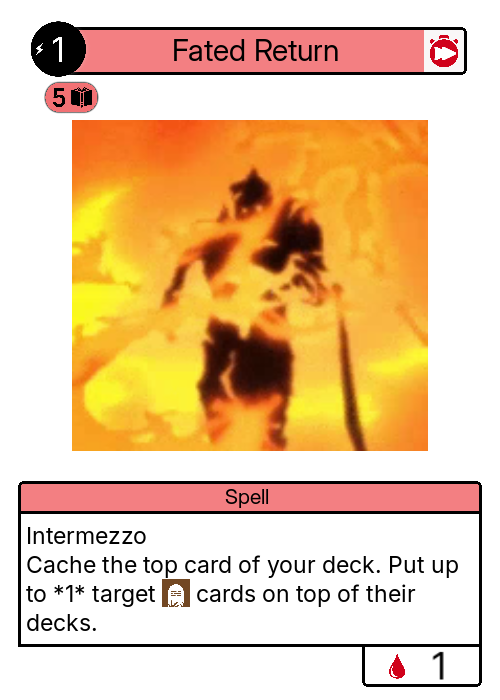 1
Fated Return
5
Spell
Intermezzo
Cache the top card of your deck. Put up
to *1* target cards on top of their
decks.
1